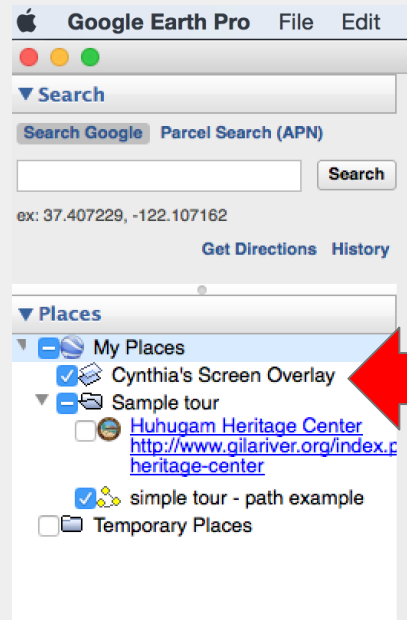 Google Earth Pro File Edit
Search
Search Google Parcel Search (APN)
Search
ex: 37.407229, -122.107162
Get Directions History
Places
My Places
Cynthia's Screen Overlay
Sample tour
Huhugam Heritage Center
http://www.gilariver.org/index.p
heritage-center
simple tour - path example
Temporary Places